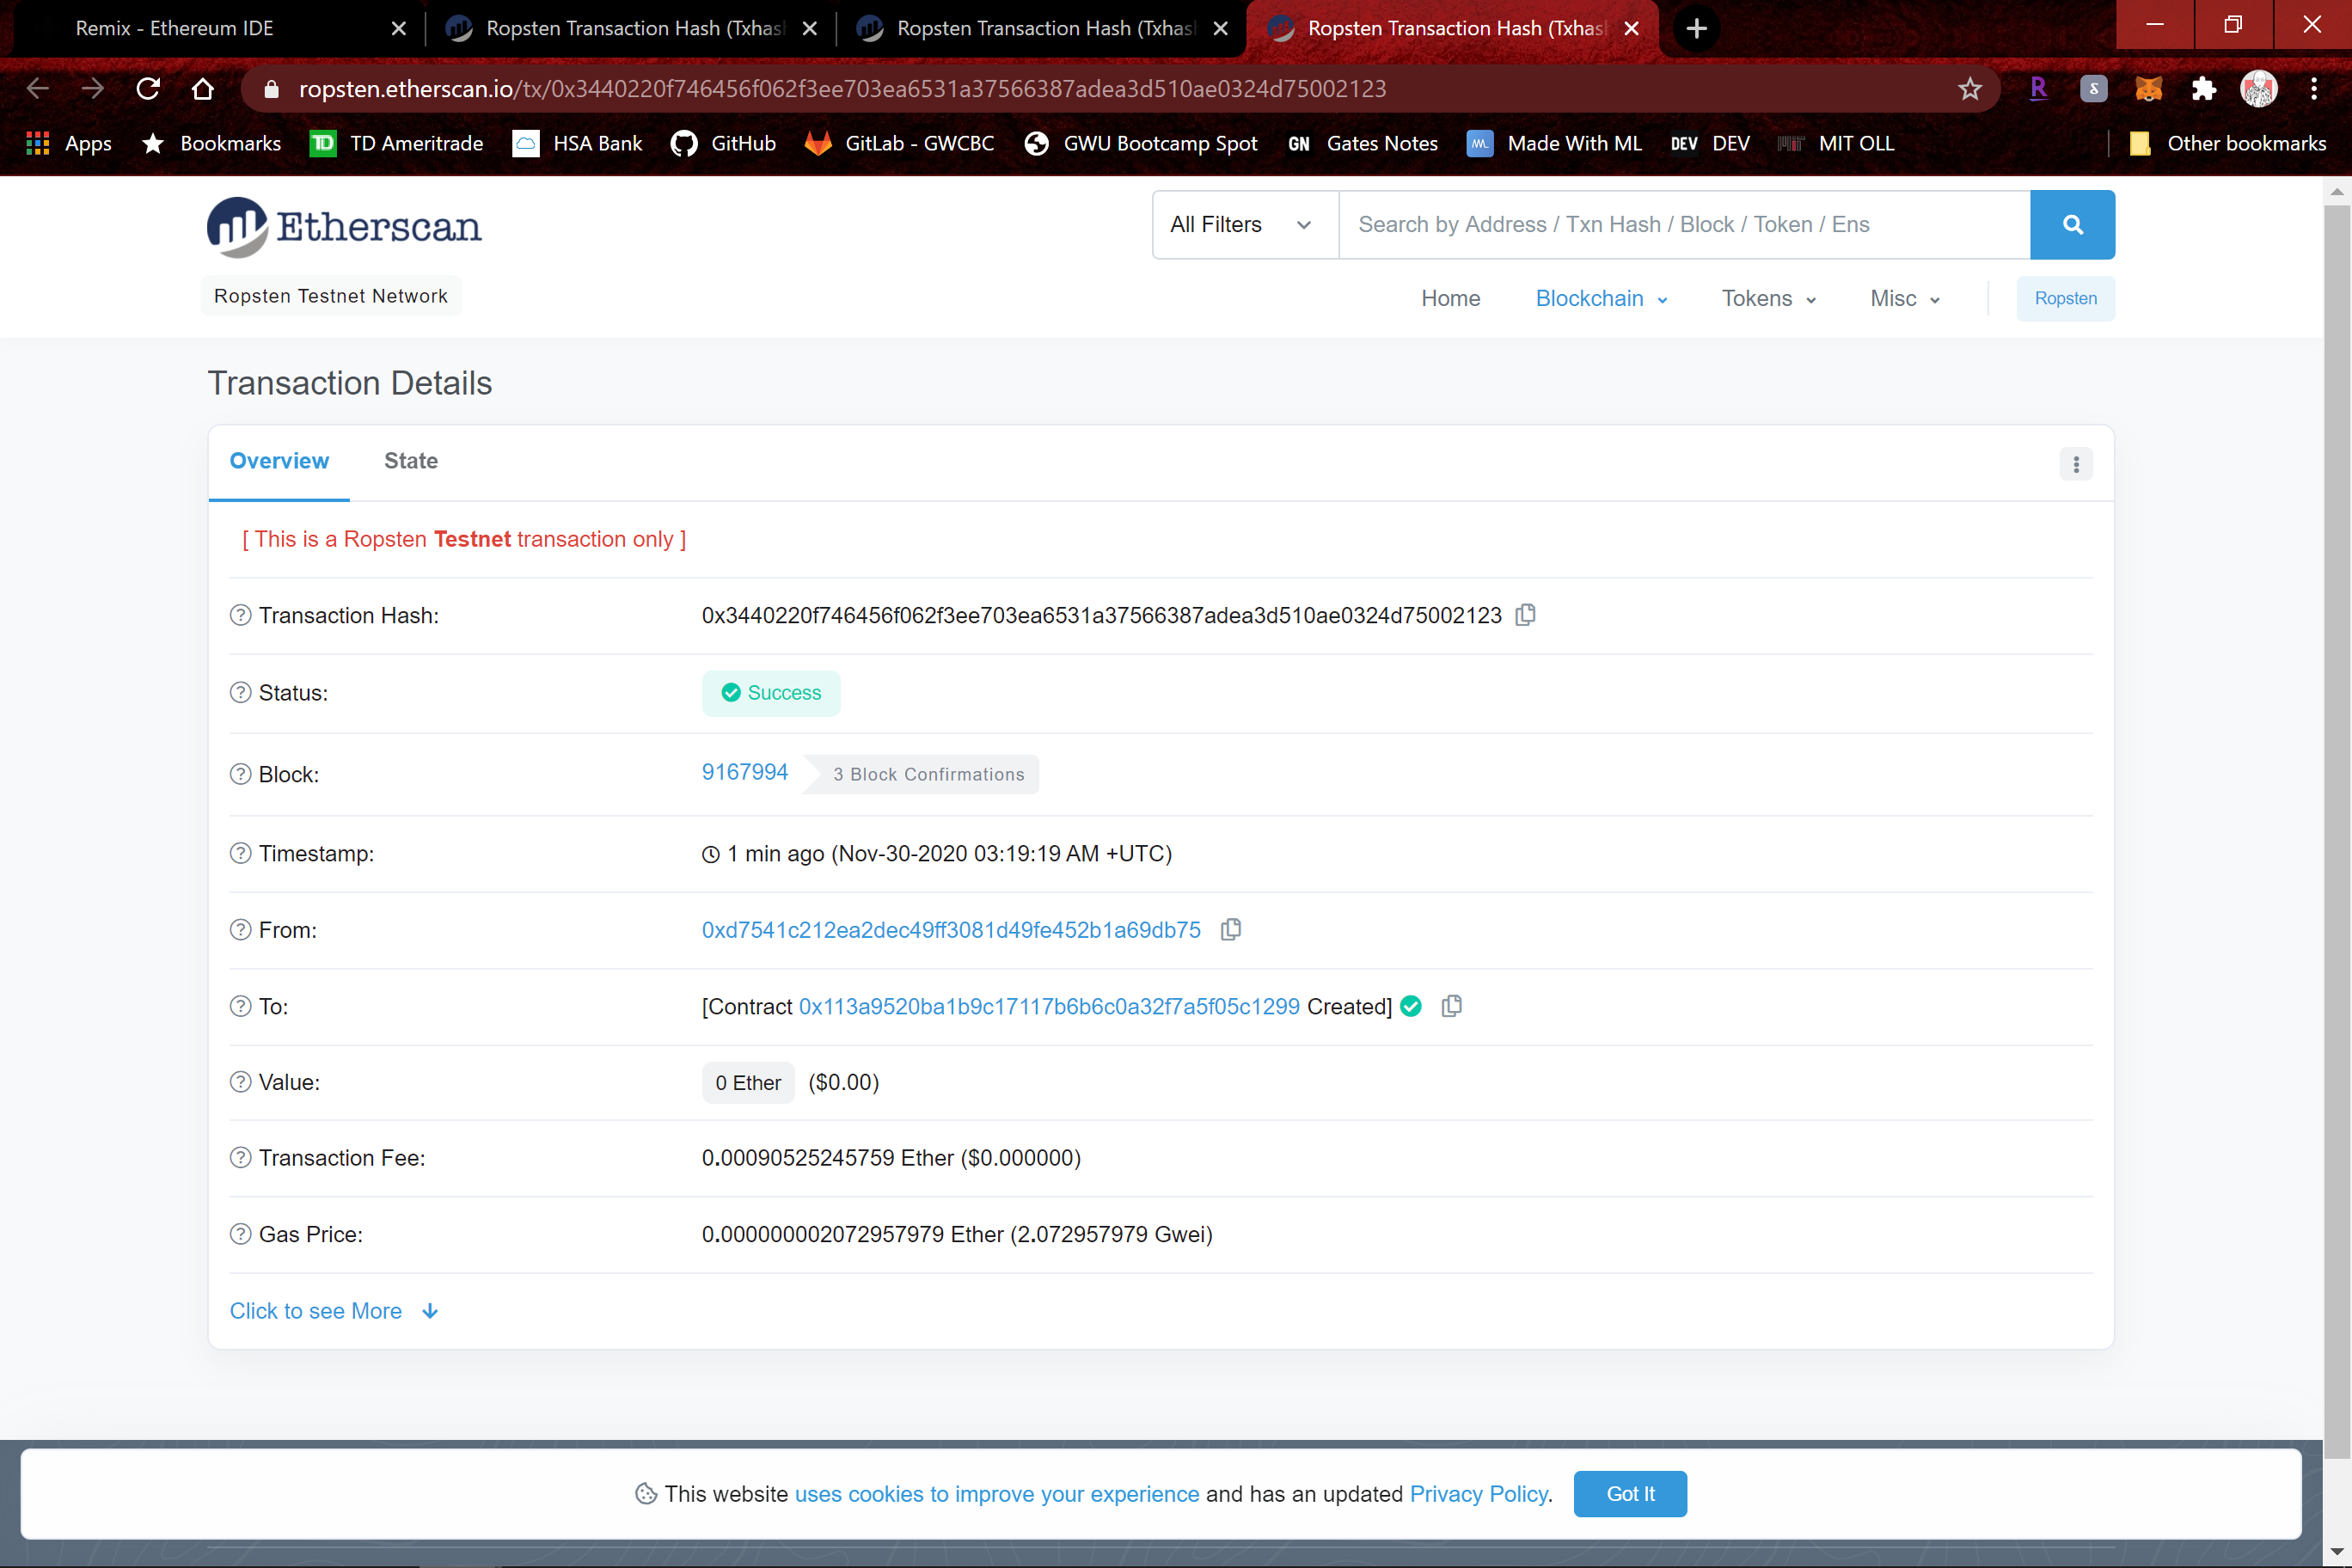 Remix - Ethereum IDE
Ropsten Transaction Hash (Txhas
Ropsten Transaction Hash (Txhas
Ropsten Transaction Hash (Txhas
ropsten.etherscan.io/tx/0x3440220f746456f062f3ee703ea6531a37566387adea3d510ae0324d75002123
R
Apps
Bookmarks
TD TD Ameritrade
HSA Bank
GitHub
GitLab - GWCBC
GWU Bootcamp Spot
GN Gates Notes
ML Made With ML
DEV DEV
MIT MIT OLL
Other bookmarks
Etherscan
All Filters
Search by Address / Txn Hash / Block / Token / Ens
Ropsten Testnet Network
Home
Blockchain
Tokens
Misc
Ropsten
Transaction Details
Overview
State
[ This is a Ropsten Testnet transaction only ]
Transaction Hash: 0x3440220f746456f062f3ee703ea6531a37566387adea3d510ae0324d75002123
Status: Success
Block: 9167994 3 Block Confirmations
Timestamp: 1 min ago (Nov-30-2020 03:19:19 AM +UTC)
From: 0xd7541c212ea2dec49ff3081d49fe452b1a69db75
To: [Contract 0x113a9520ba1b9c17117b6b6c0a32f7a5f05c1299 Created]
Value: 0 Ether ($0.00)
Transaction Fee: 0.00090525245759 Ether ($0.000000)
Gas Price: 0.000000002072957979 Ether (2.072957979 Gwei)
Click to see More
This website uses cookies to improve your experience and has an updated Privacy Policy.
Got It